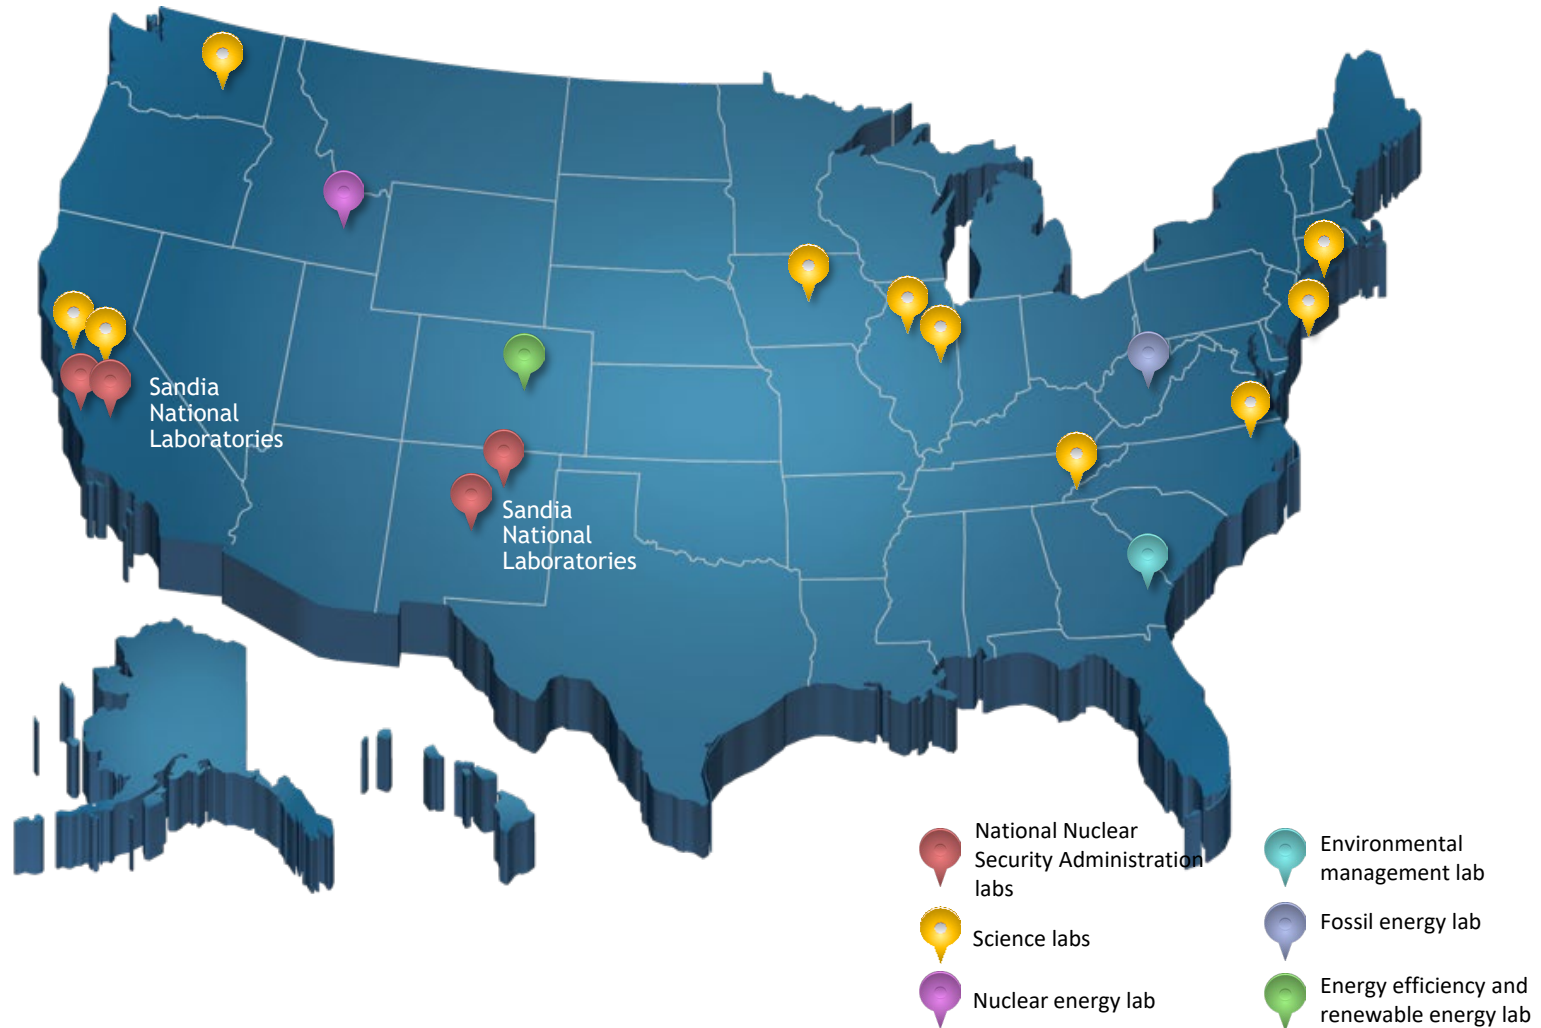 Sandia
National
Laboratories
Sandia
National
Laboratories
National Nuclear
Security Administration
labs
Science labs
Nuclear energy lab
Environmental
management lab
Fossil energy lab
Energy efficiency and
renewable energy lab